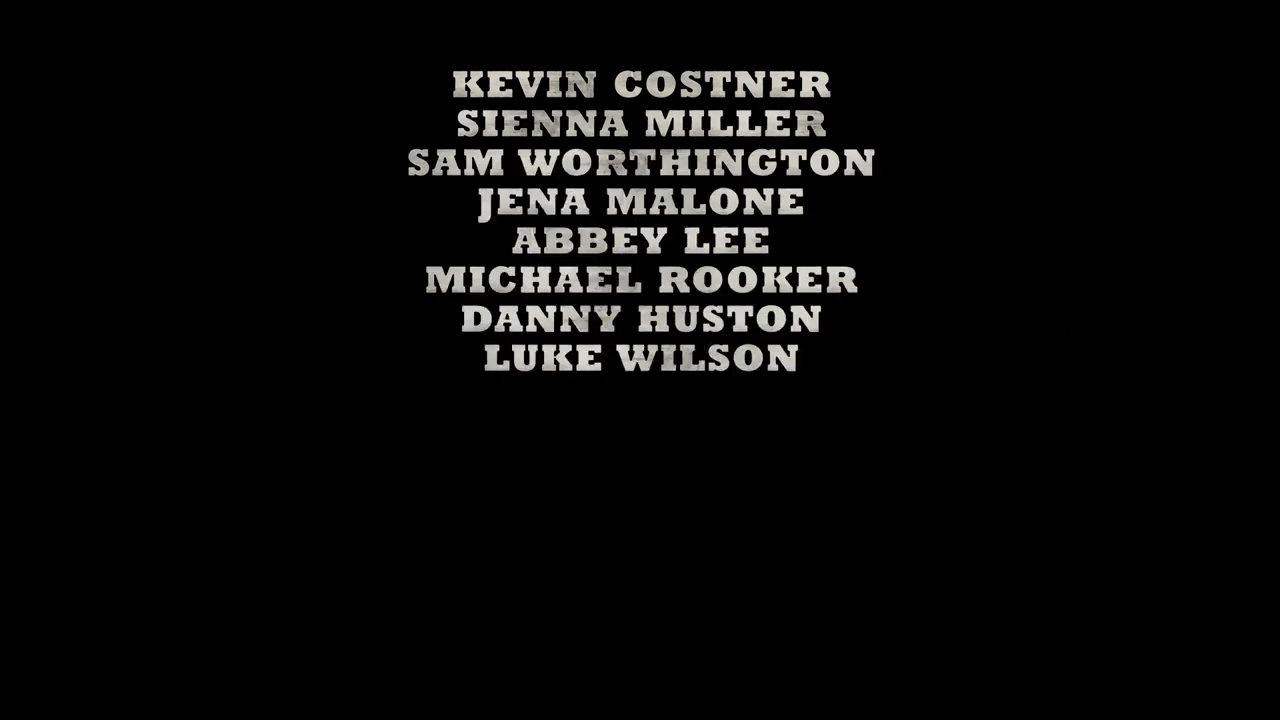 KEVIN COSTNER
SIENNA MILLER
SAM WORTHINGTON
JENA MALONE
ABBEY LEE
MICHAEL ROOKER
DANNY HUSTON
LUKE WILSON